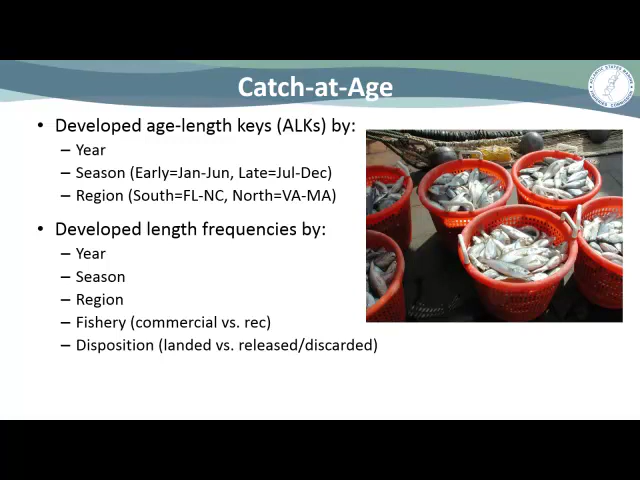 Catch-at-Age
• Developed age-length keys (ALKs) by:
– Year
– Season (Early=Jan-Jun, Late=Jul-Dec)
– Region (South=FL-NC, North=VA-MA)
• Developed length frequencies by:
– Year
– Season
– Region
– Fishery (commercial vs. rec)
– Disposition (landed vs. released/discarded)